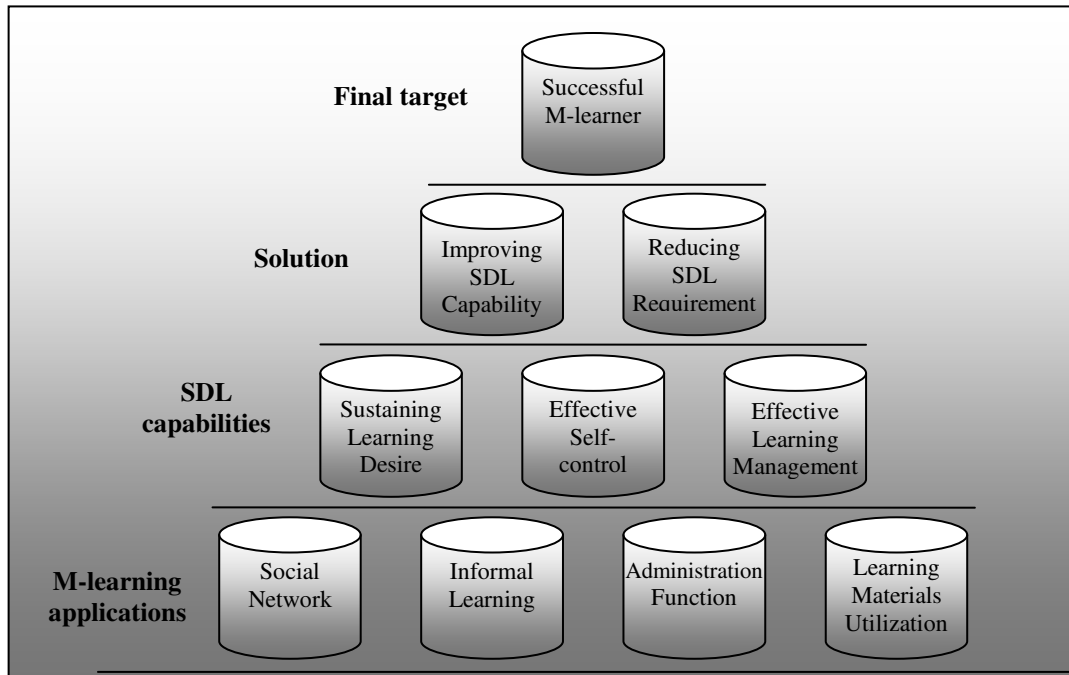 Final target
Successful
M-learner
Solution
Improving
SDL
Capability
Reducing
SDL
Requirement
SDL
capabilities
Sustaining
Learning
Desire
Effective
Self-
control
Effective
Learning
Management
M-learning
applications
Social
Network
Informal
Learning
Administration
Function
Learning
Materials
Utilization